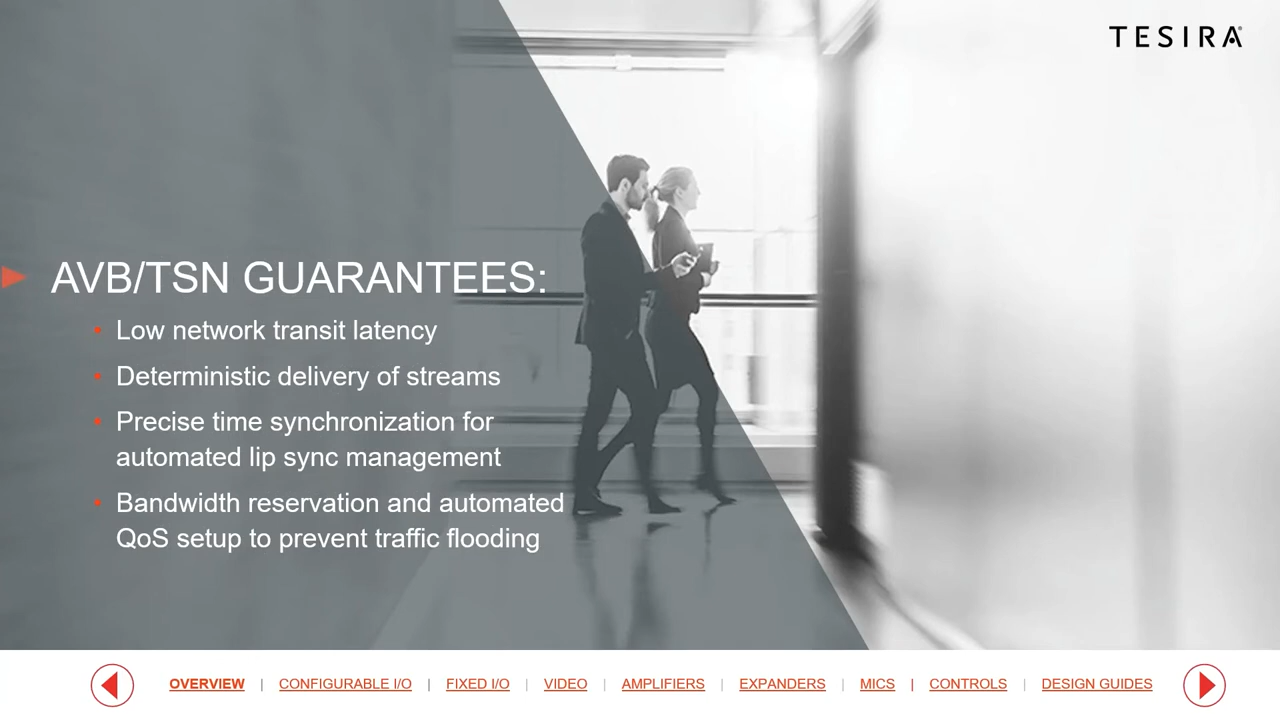 TESIRA
AVB/TSN GUARANTEES:
• Low network transit latency
• Deterministic delivery of streams
• Precise time synchronization for
automated lip sync management
• Bandwidth reservation and automated
QoS setup to prevent traffic flooding
OVERVIEW | CONFIGURABLE I/O | FIXED I/O | VIDEO | AMPLIFIERS | EXPANDERS | MICS | CONTROLS | DESIGN GUIDES